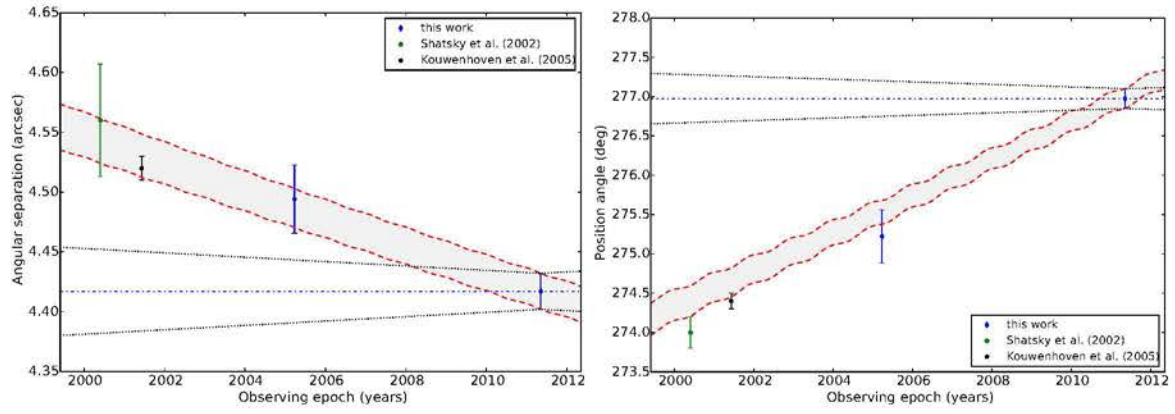 4.65
4.60
4.55
4.50
4.45
4.40
4.35
Angular separation (arcsec)
this work
Shatsky et al. (2002)
Kouwenhoven et al. (2005)
2000 2002 2004 2006 2008 2010 2012
Observing epoch (years)
278.0
277.5
277.0
276.5
276.0
275.5
275.0
274.5
274.0
273.5
Position angle (deg)
this work
Shatsky et al. (2002)
Kouwenhoven et al. (2005)
2000 2002 2004 2006 2008 2010 2012
Observing epoch (years)